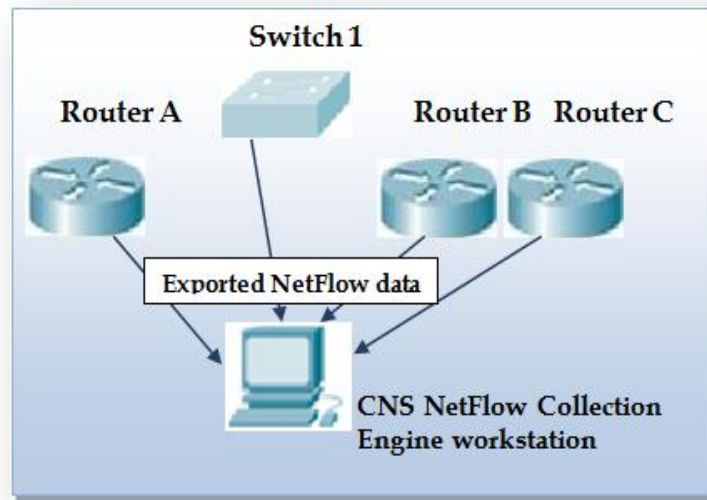 Switch 1
Router A
Router B
Router C
Exported NetFlow data
CNS NetFlow Collection
Engine workstation